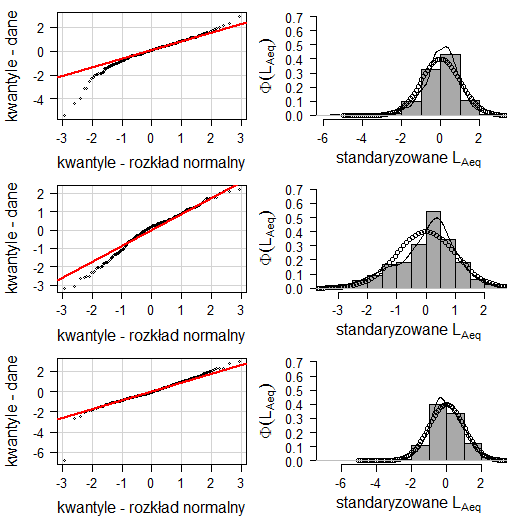 kwantyle - dane
2
0
-2
-4
-3 -2 -1 0 1 2 3
kwantyle - rozkład normalny
Φ(LAeq)
0.7
0.6
0.5
0.4
0.3
0.2
0.1
0.0
-6 -4 -2 0 2
standaryzowane LAeq
kwantyle - dane
2
1
0
-1
-2
-3
-3 -2 -1 0 1 2 3
kwantyle - rozkład normalny
Φ(LAeq)
0.7
0.6
0.5
0.4
0.3
0.2
0.1
0.0
-3 -2 -1 0 1 2
standaryzowane LAeq
kwantyle - dane
2
0
-2
-4
-6
-3 -2 -1 0 1 2 3
kwantyle - rozkład normalny
Φ(LAeq)
0.7
0.6
0.5
0.4
0.3
0.2
0.1
0.0
-6 -4 -2 0 2
standaryzowane LAeq